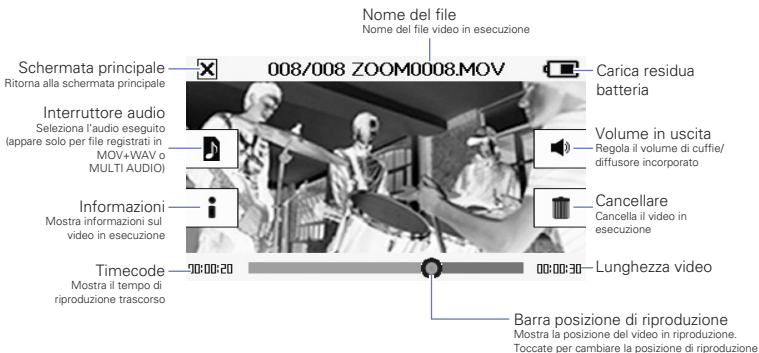 Nome del file
Nome del file video in esecuzione
Schermata principale
Ritorna alla schermata principale
008/008 ZOOM0008.MOV
Carica residua
batteria
Interruttore audio
Seleziona l'audio eseguito
(appare solo per file registrati in
MOV+WAV o
MULTI AUDIO)
Volume in uscita
Regola il volume di cuffie/
diffusore incorporato
Informazioni
Mostra informazioni sul
video in esecuzione
Cancellare
Cancella il video in
esecuzione
Timecode
Mostra il tempo di
riproduzione trascorso
00:00:20
00:00:30
Lunghezza video
Barra posizione di riproduzione
Mostra la posizione del video in riproduzione.
Toccate per cambiare la posizione di riproduzione